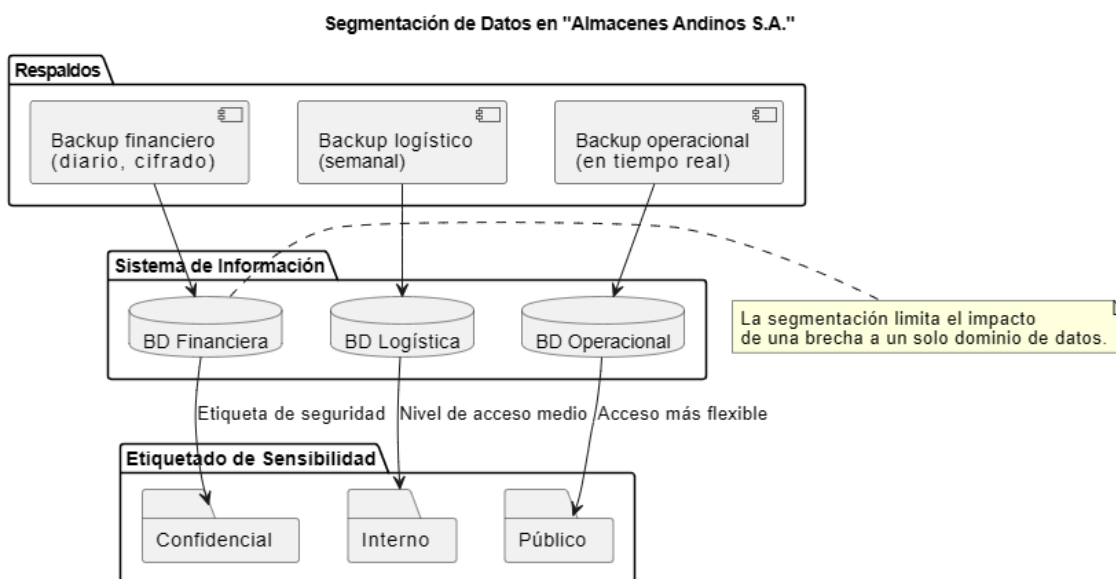 Segmentación de Datos en "Almacenes Andinos S.A."
Respaldos
Backup financiero
(diario, cifrado)
Backup logístico
(semanal)
Backup operacional
(en tiempo real)
Sistema de Información
BD Financiera
BD Logística
BD Operacional
La segmentación limita el impacto
de una brecha a un solo dominio de datos.
Etiqueta de seguridad
Nivel de acceso medio
Acceso más flexible
Etiquetado de Sensibilidad
Confidencial
Interno
Público